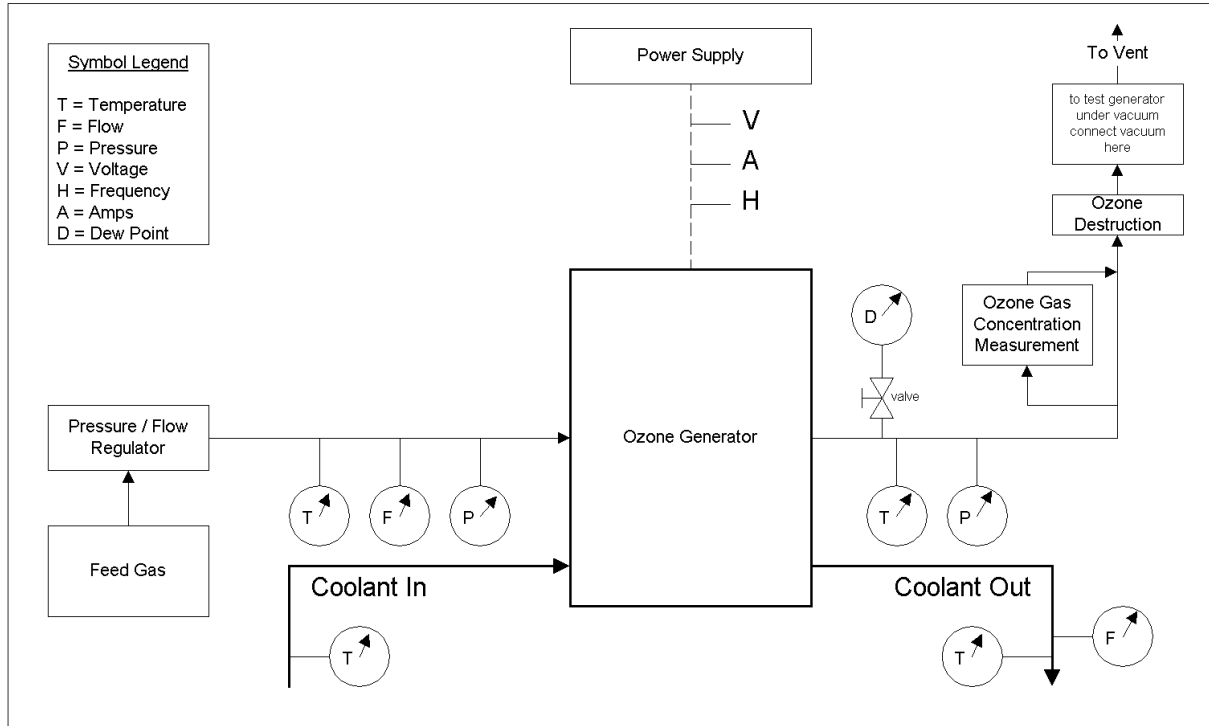 Symbol Legend
T = Temperature
F = Flow
P = Pressure
V = Voltage
H = Frequency
A = Amps
D = Dew Point
Power Supply
V
A
H
To Vent
to test generator
under vacuum
connect vacuum
here
Ozone
Destruction
Ozone Gas
Concentration
Measurement
D
valve
Pressure / Flow
Regulator
Ozone Generator
T
F
P
T
P
Feed Gas
Coolant In
Coolant Out
T
T
F